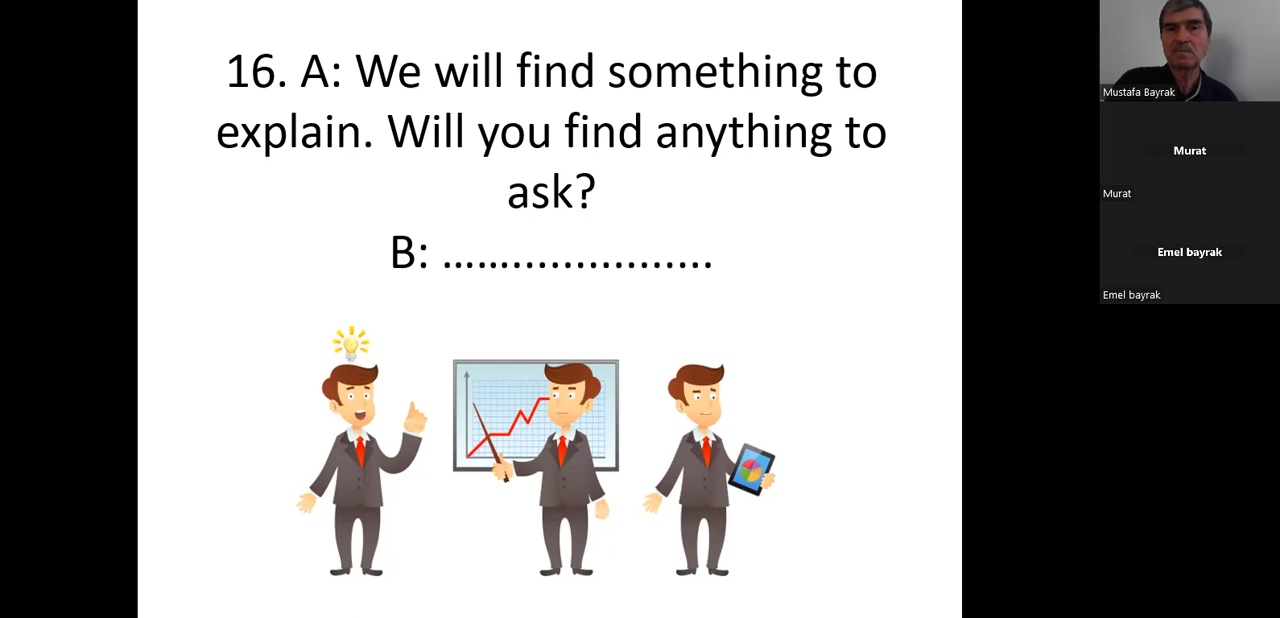 16. A: We will find something to
explain. Will you find anything to
ask?
B: …...................
Mustafa Bayrak
Murat
Murat
Emel bayrak
Emel bayrak